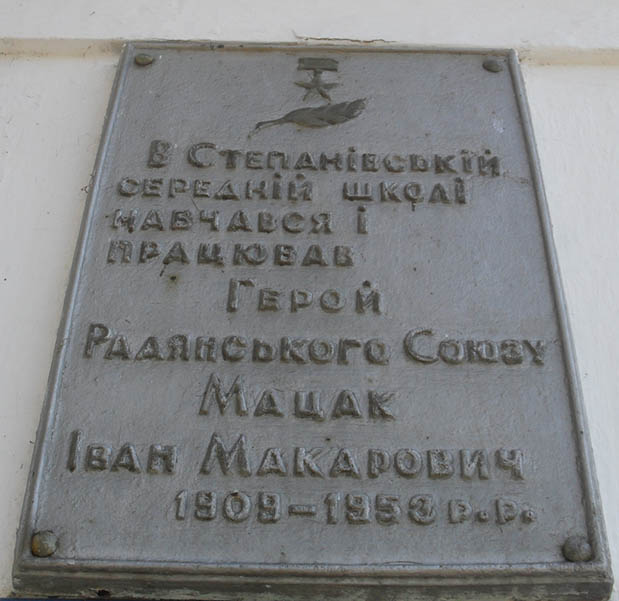 В Степанівській
середній школі
навчався і
працював
Герой
Радянського Союзу
Мацак
Іван Макарович
1909-1953 р.р.